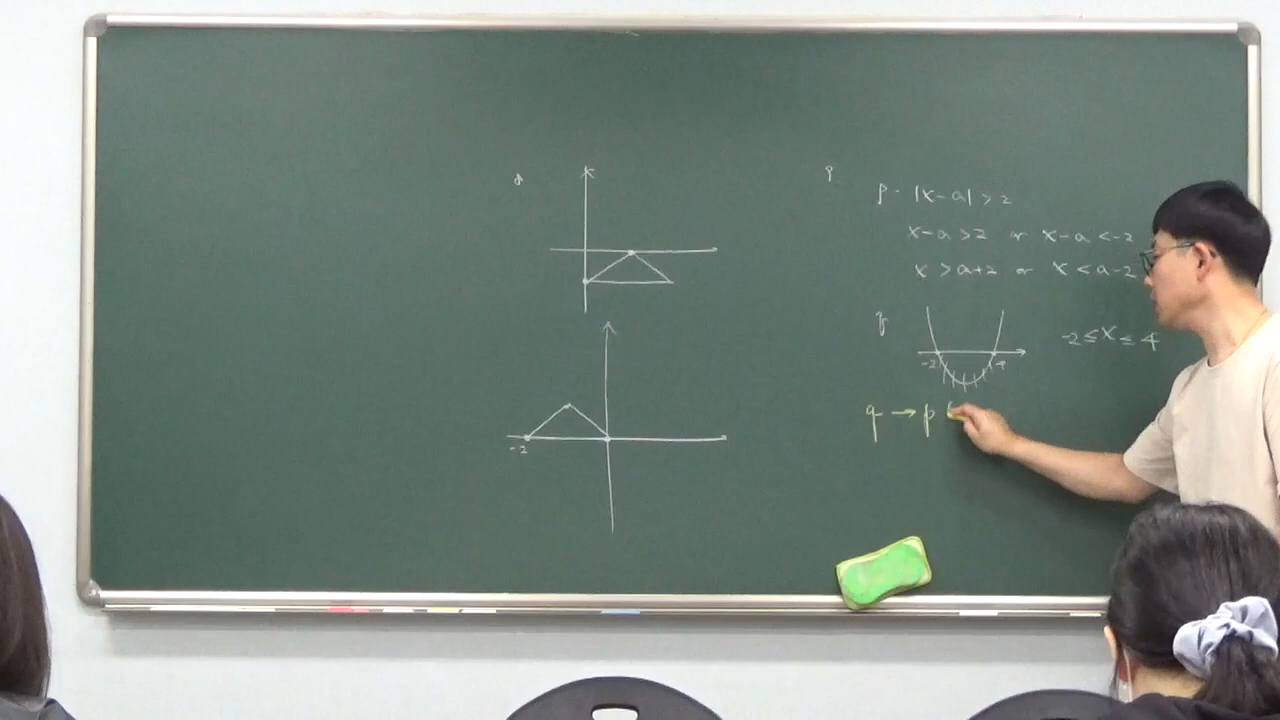 -2
p. |x-a|>2
x-a>2 or x-a<-2
x>a+2 or x<a-2
q
-2 4
-2≤x≤4
q → p